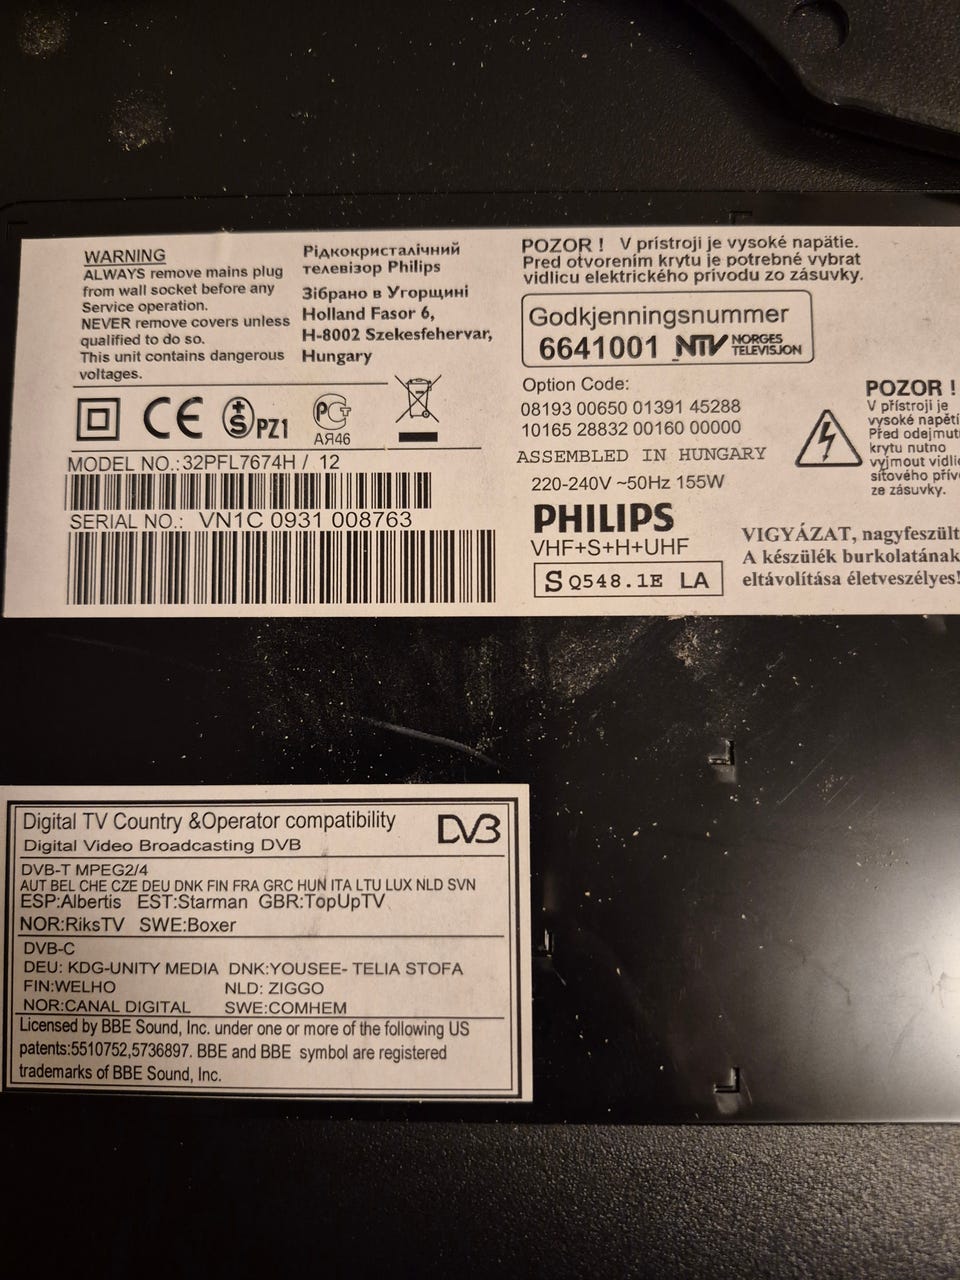 WARNING
ALWAYS remove mains plug
from wall socket before any
Service operation.
NEVER remove covers unless
qualified to do so.
This unit contains dangerous
voltages.
Рідкокристалічний
телевізор Philips
Зібрано в Угорщині
Holland Fasor 6,
H-8002 Szekesfehervar,
Hungary
CE
S PZ1
РСТ
АЯ46
MODEL NO.:32PFL7674H / 12
SERIAL NO.: VN1C 0931 008763
POZOR ! V prístroji je vysoké napätie.
Pred otvorením krytu je potrebné vybrat
vidlicu elektrického prívodu zo zásuvky.
Godkjenningsnummer
6641001 NTV NORGES
TELEVISJON
Option Code:
08193 00650 01391 45288
10165 28832 00160 00000
ASSEMBLED IN HUNGARY
220-240V ~50Hz 155W
PHILIPS
VHF+S+H+UHF
S Q548.1E LA
POZOR !
V přístroji je
vysoké napětí
Před odejmutí
krytu nutno
vyjmout vidlic
síťového přív
ze zásuvky.
VIGYÁZAT, nagyfeszült
A készülék burkolatának
eltávolítása életveszélyes!
Digital TV Country &Operator compatibility
Digital Video Broadcasting DVB
DVB
DVB-T MPEG2/4
AUT BEL CHE CZE DEU DNK FIN FRA GRC HUN ITA LTU LUX NLD SVN
ESP:Albertis EST:Starman GBR:TopUpTV
NOR:RiksTV SWE:Boxer
DVB-C
DEU: KDG-UNITY MEDIA DNK:YOUSEE- TELIA STOFA
FIN:WELHO NLD: ZIGGO
NOR:CANAL DIGITAL SWE:COMHEM
Licensed by BBE Sound, Inc. under one or more of the following US
patents:5510752,5736897. BBE and BBE symbol are registered
trademarks of BBE Sound, Inc.